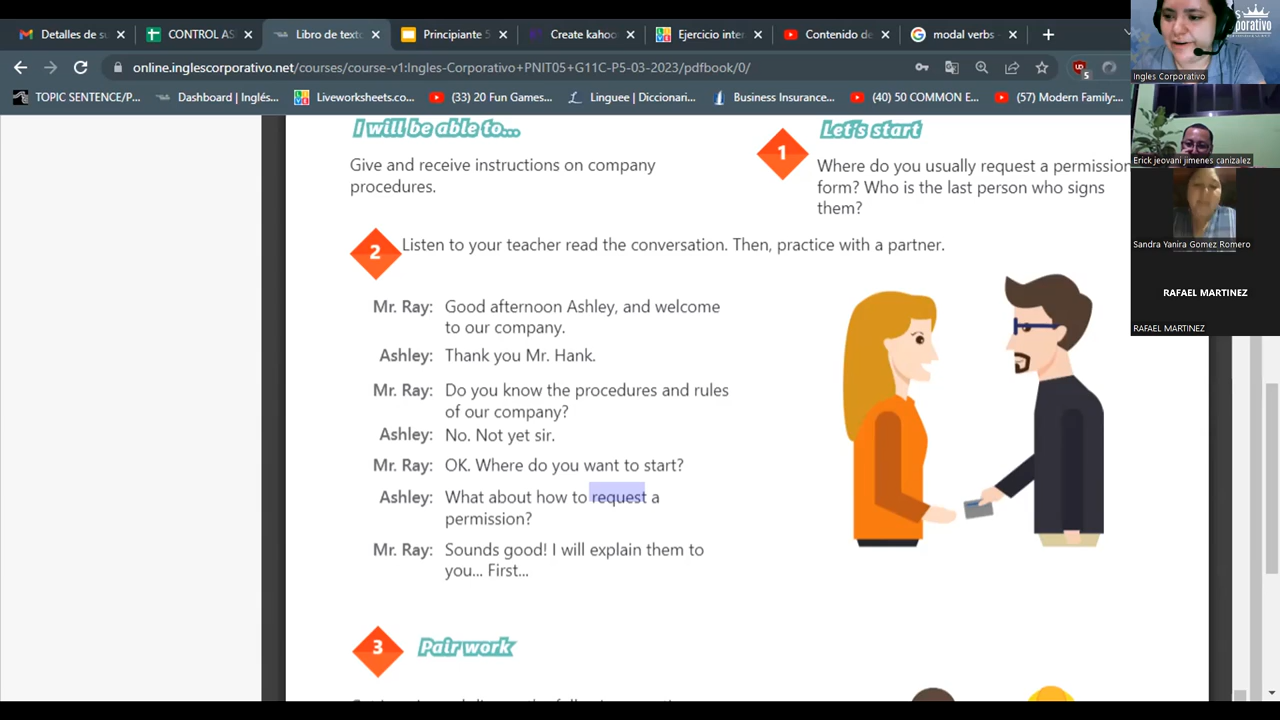 Detalles de su
CONTROL AS
Libro de texto
Principiante 5
Create kahoo
Ejercicio inter
Contenido de
modal verbs -
online.inglescorporativo.net/courses/course-v1:Ingles-Corporativo+PNIT05+G11C-P5-03-2023/pdfbook/0/
5
TOPIC SENTENCE/P...
Dashboard | Inglés...
Liveworksheets.co...
(33) 20 Fun Games...
Linguee | Diccionari...
Business Insurance...
(40) 50 COMMON E...
(57) Modern Family:...
Ingles Corporativo
Erick jeovani jimenes canizalez
Sandra Yanira Gomez Romero
RAFAEL MARTINEZ
RAFAEL MARTINEZ
I will be able to...
Give and receive instructions on company
procedures.
1
Let's start
Where do you usually request a permission
form? Who is the last person who signs
them?
2
Listen to your teacher read the conversation. Then, practice with a partner.
Mr. Ray: Good afternoon Ashley, and welcome
to our company.
Ashley: Thank you Mr. Hank.
Mr. Ray: Do you know the procedures and rules
of our company?
Ashley: No. Not yet sir.
Mr. Ray: OK. Where do you want to start?
Ashley: What about how to request a
permission?
Mr. Ray: Sounds good! I will explain them to
you... First...
3
Pair work